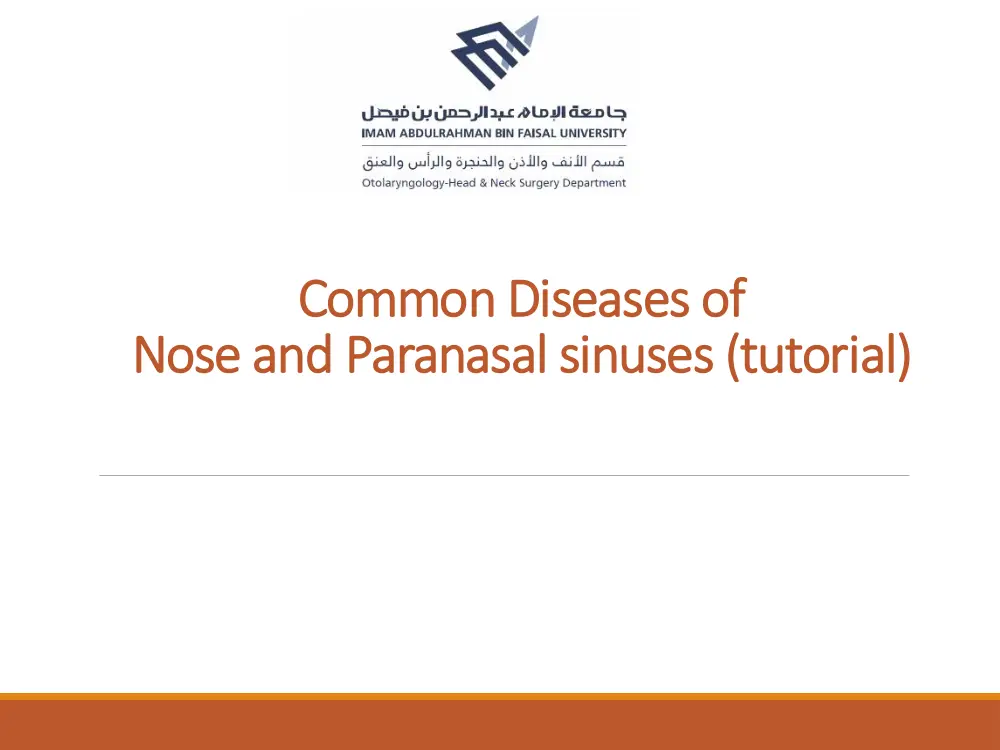 جامعة الإمام عبدالرحمن بن فيصل
IMAM ABDULRAHMAN BIN FAISAL UNIVERSITY
قسم الأنف والأذن والحنجرة والرأس والعنق
Otolaryngology-Head & Neck Surgery Department
Common Diseases of
Nose and Paranasal sinuses (tutorial)